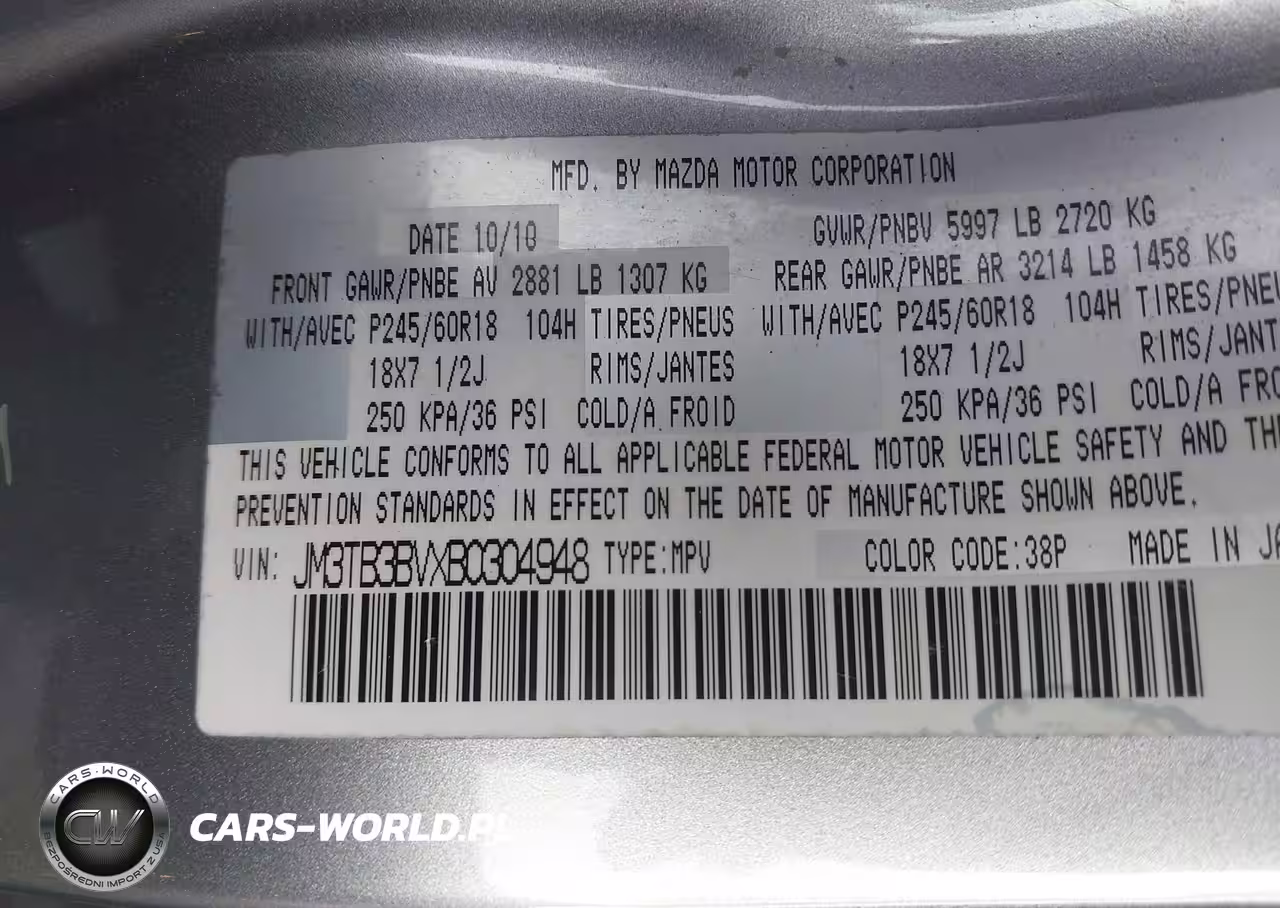 MFD. BY MAZDA MOTOR CORPORATION
DATE 10/10 GVWR/PNBV 5997 LB 2720 KG
FRONT GAWR/PNBE AV 2881 LB 1307 KG REAR GAWR/PNBE AR 3214 LB 1458 KG
WITH/AVEC P245/60R18 104H TIRES/PNEUS WITH/AVEC P245/60R18 104H TIRES/PNEU
18X7 1/2J RIMS/JANTES 18X7 1/2J RIMS/JANT
250 KPA/36 PSI COLD/A FROID 250 KPA/36 PSI COLD/A FRO
THIS VEHICLE CONFORMS TO ALL APPLICABLE FEDERAL MOTOR VEHICLE SAFETY AND TH
PREVENTION STANDARDS IN EFFECT ON THE DATE OF MANUFACTURE SHOWN ABOVE.
VIN: JM3TB3BVXB0304948 TYPE:MPV COLOR CODE:38P MADE IN JA
CARS-WORLD
CW
BEZPOŚREDNI IMPORT Z USA
CARS-WORLD.PL